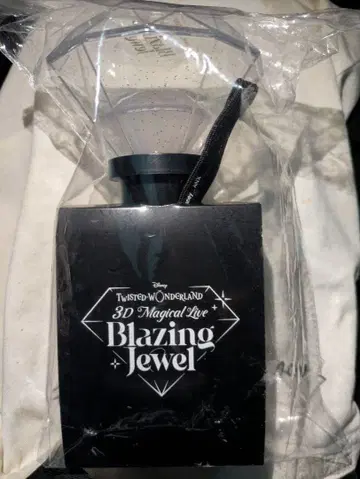 Disney
TWISTED-WONDERLAND
3D Magical Live
Blazing
Jewel